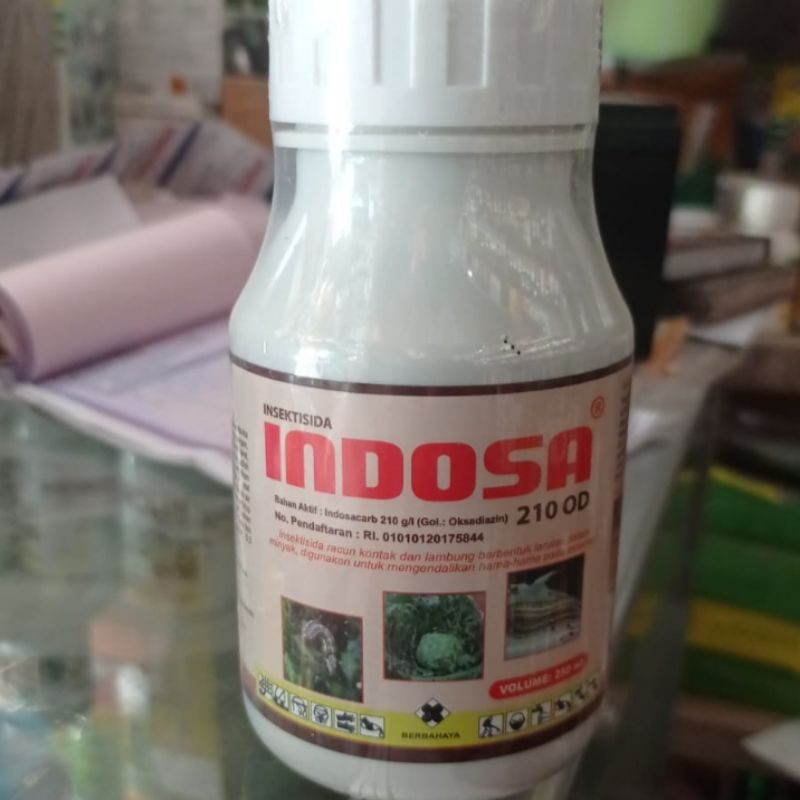 INSEKTISIDA
INDOSA®
210 OD
Bahan Aktif : Indosacarb 210 g/l (Gol.: Oksadiazin)
No. Pendaftaran : RI. 01010120175844
Insektisida racun kontak dan lambung berbentuk
minyak, digunakan untuk mengendalikan hama-hama
VOLUME: 250 ml
BERBAHAYA